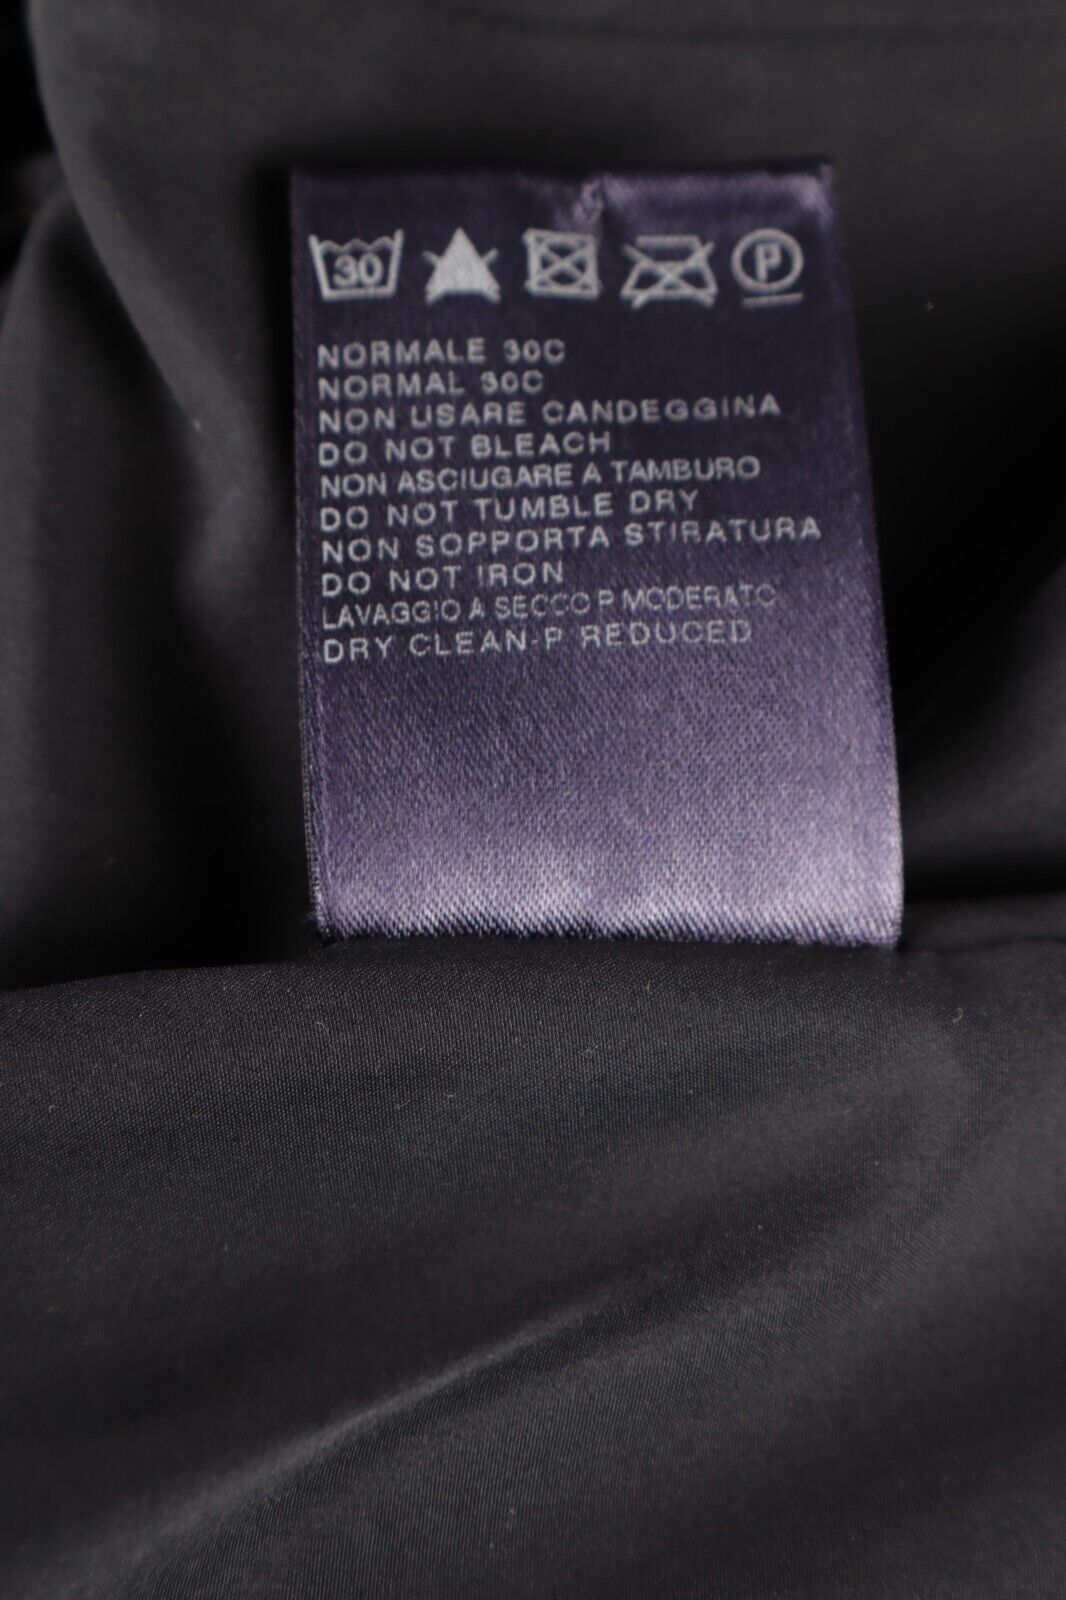 30 P
NORMALE 30C
NORMAL 30C
NON USARE CANDEGGINA
DO NOT BLEACH
NON ASCIUGARE A TAMBURO
DO NOT TUMBLE DRY
NON SOPPORTA STIRATURA
DO NOT IRON
LAVAGGIO A SECCO P MODERATO
DRY CLEAN-P REDUCED